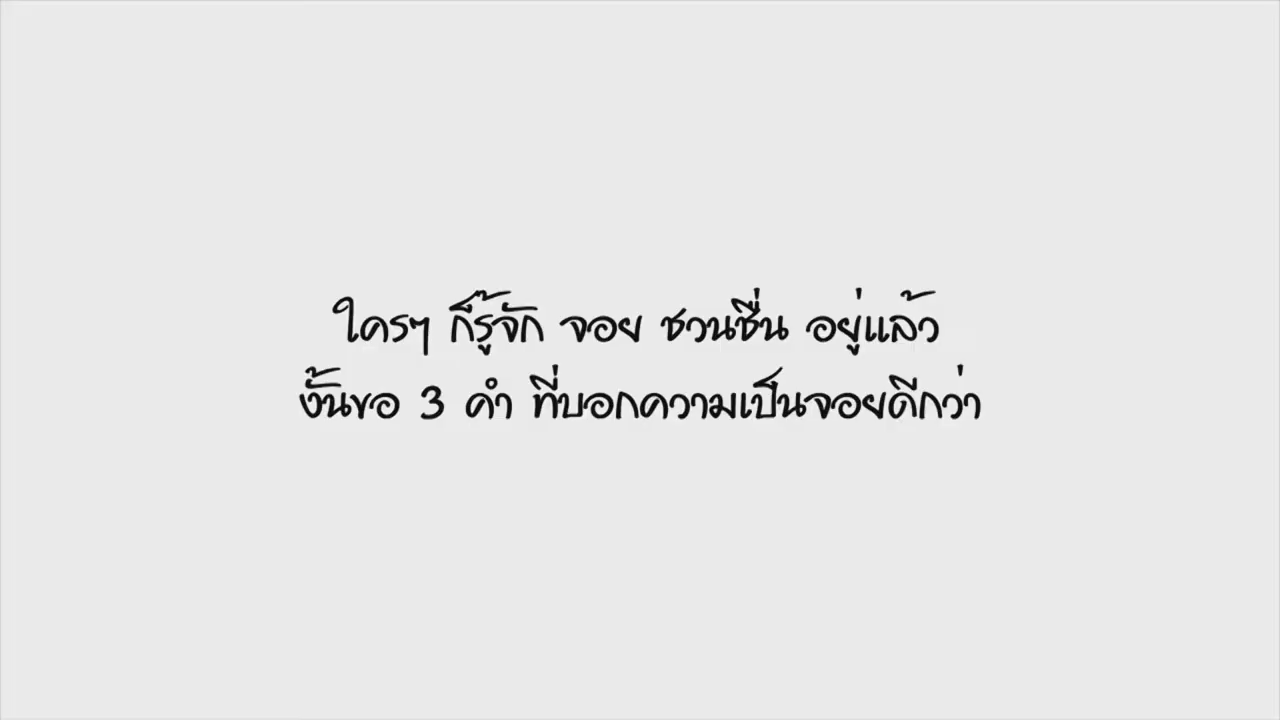 ใครๆ ก็รู้จัก จอย ชวนชื่น อยู่แล้ว
งั้นขอ 3 คำ ที่บอกความเป็นจอยดีกว่า